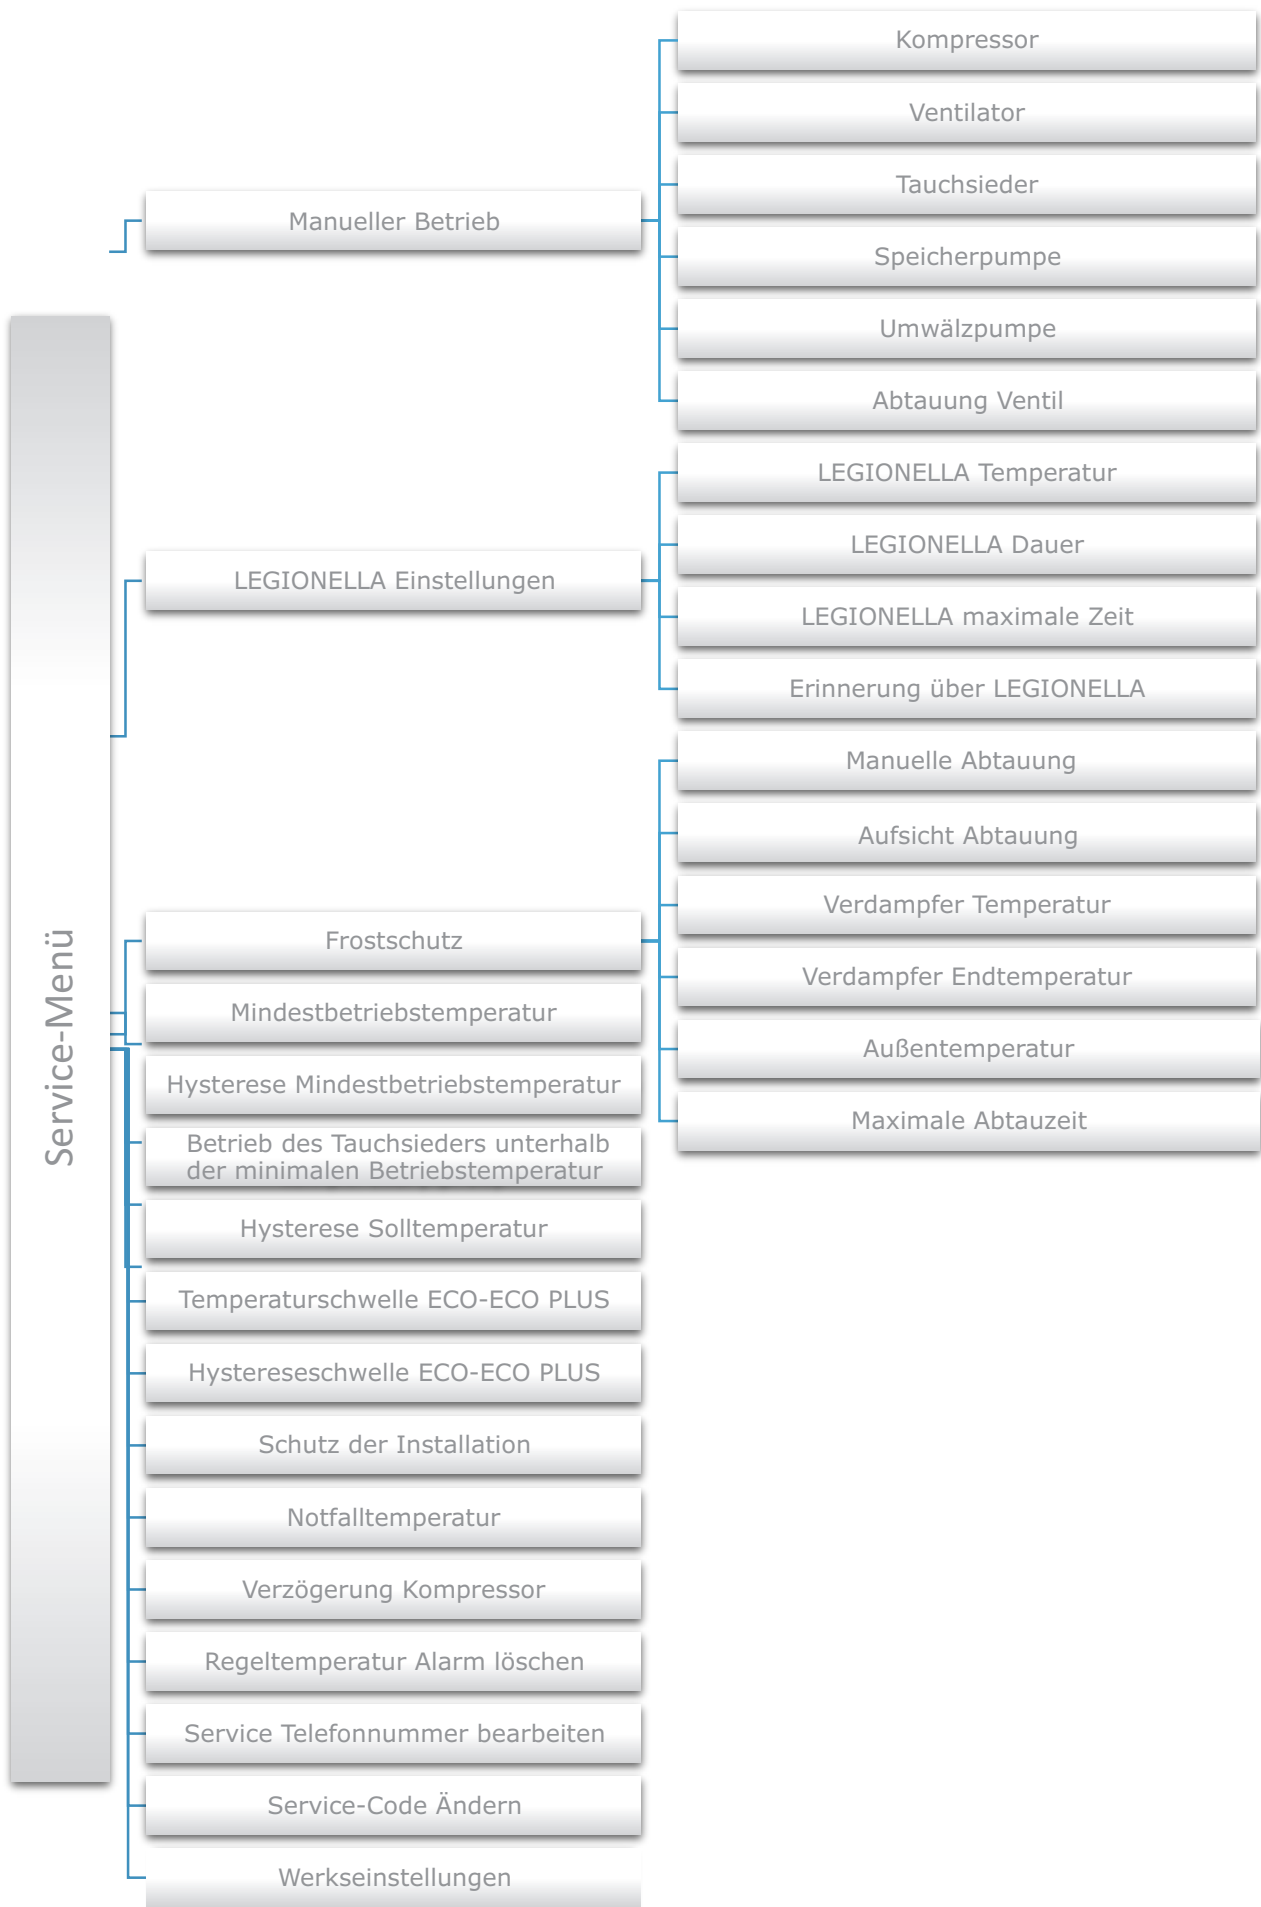 Service-Menü
Manueller Betrieb
Kompressor
Ventilator
Tauchsieder
Speicherpumpe
Umwälzpumpe
Abtauung Ventil
LEGIONELLA Einstellungen
LEGIONELLA Temperatur
LEGIONELLA Dauer
LEGIONELLA maximale Zeit
Erinnerung über LEGIONELLA
Frostschutz
Manuelle Abtauung
Aufsicht Abtauung
Verdampfer Temperatur
Verdampfer Endtemperatur
Außentemperatur
Maximale Abtauzeit
Mindestbetriebstemperatur
Hysterese Mindestbetriebstemperatur
Betrieb des Tauchsieders unterhalb
der minimalen Betriebstemperatur
Hysterese Solltemperatur
Temperaturschwelle ECO-ECO PLUS
Hystereseschwelle ECO-ECO PLUS
Schutz der Installation
Notfalltemperatur
Verzögerung Kompressor
Regeltemperatur Alarm löschen
Service Telefonnummer bearbeiten
Service-Code Ändern
Werkseinstellungen